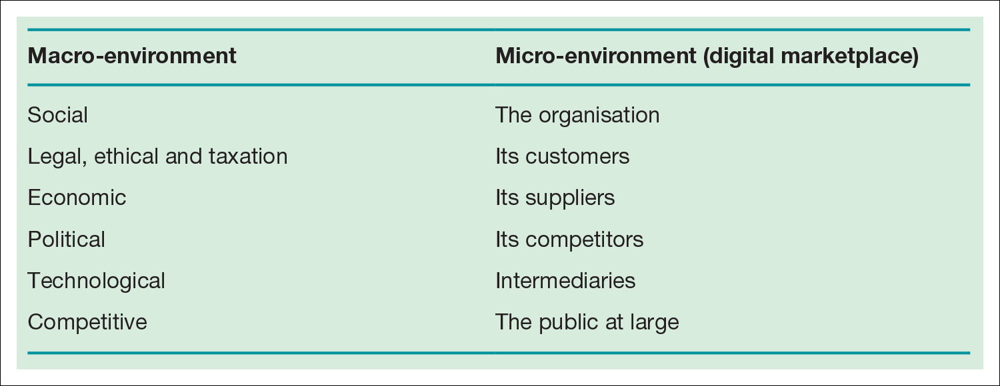 Macro-environment Micro-environment (digital marketplace)
Social The organisation
Legal, ethical and taxation Its customers
Economic Its suppliers
Political Its competitors
Technological Intermediaries
Competitive The public at large